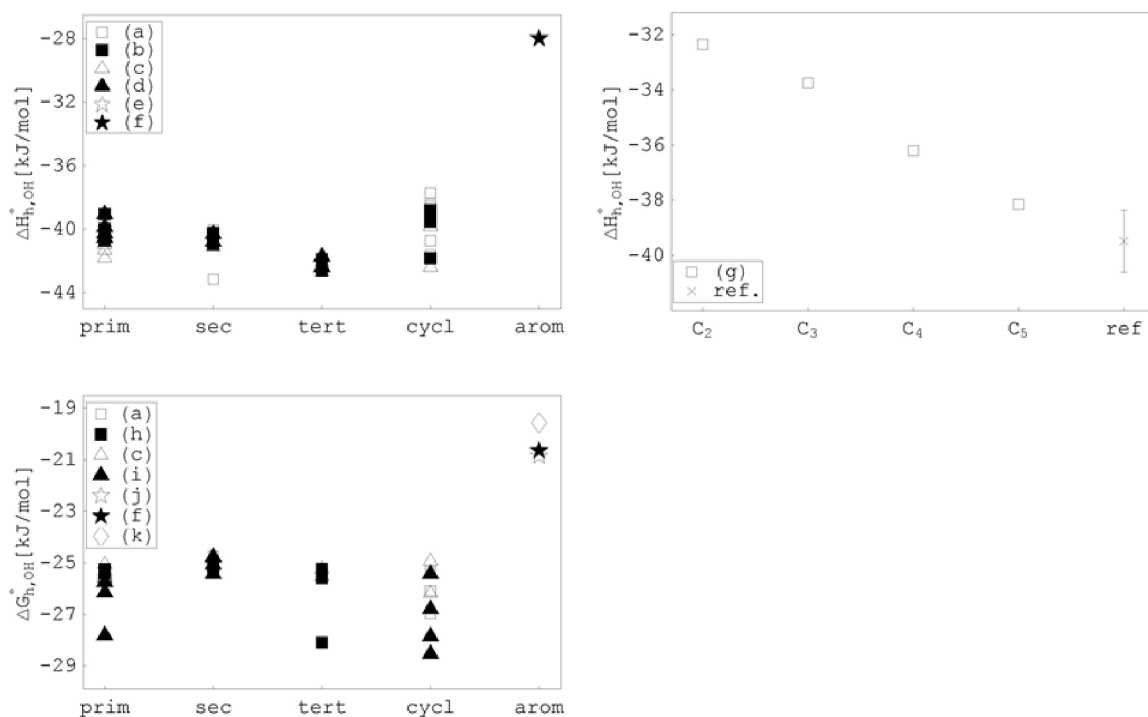 -28
-32
-36
-40
-44
ΔH°h,OH[kJ/mol]
(a)
(b)
(c)
(d)
(e)
(f)
prim sec tert cycl arom
-32
-34
-36
-38
-40
ΔH°h,OH[kJ/mol]
(g)
ref.
C2 C3 C4 C5 ref
-19
-21
-23
-25
-27
-29
ΔG°h,OH[kJ/mol]
(a)
(h)
(c)
(i)
(j)
(f)
(k)
prim sec tert cycl arom